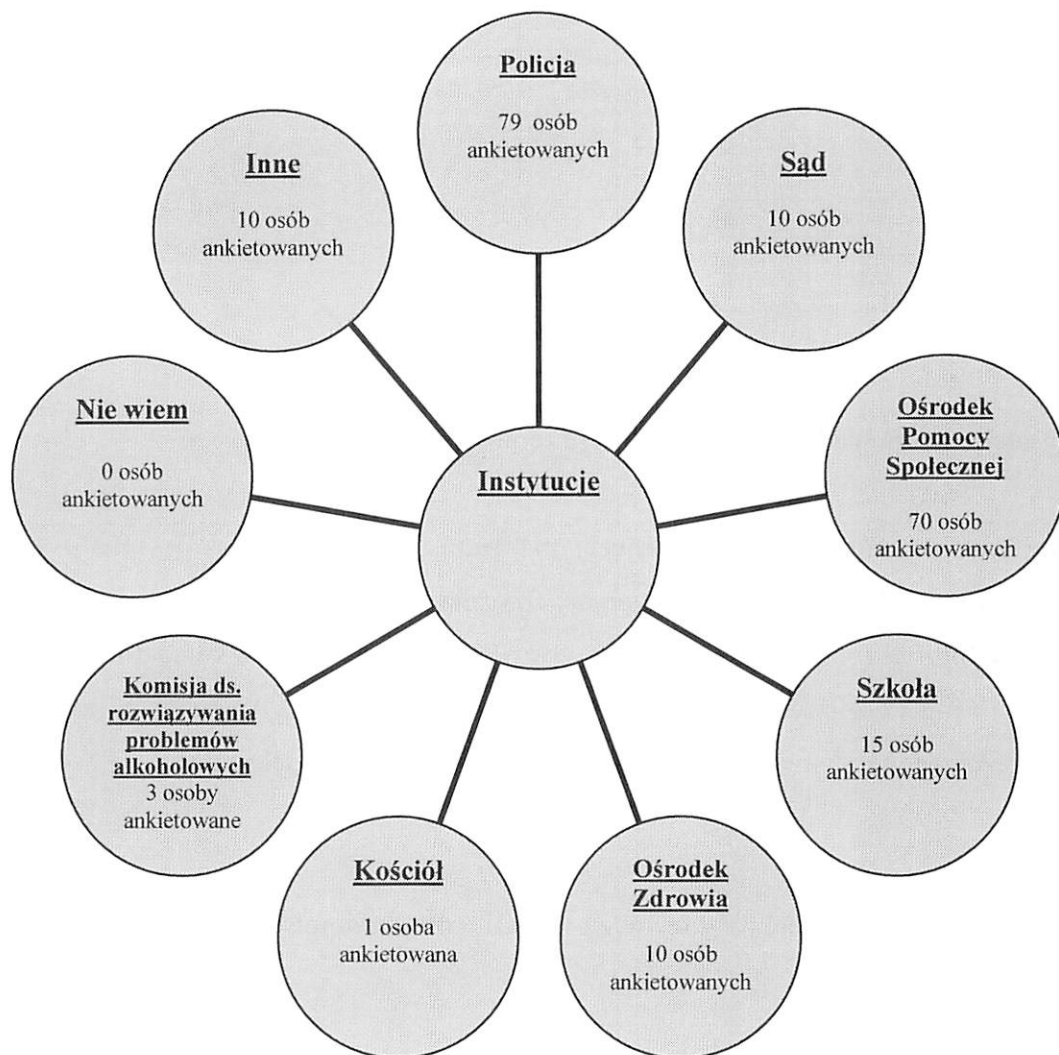 Policja
79 osób
ankietowanych
Inne
10 osób
ankietowanych
Sąd
10 osób
ankietowanych
Nie wiem
0 osób
ankietowanych
Instytucje
Ośrodek
Pomocy
Społecznej
70 osób
ankietowanych
Komisja ds.
rozwiązywania
problemów
alkoholowych
3 osoby
ankietowane
Szkoła
15 osób
ankietowanych
Kościół
1 osoba
ankietowana
Ośrodek
Zdrowia
10 osób
ankietowanych